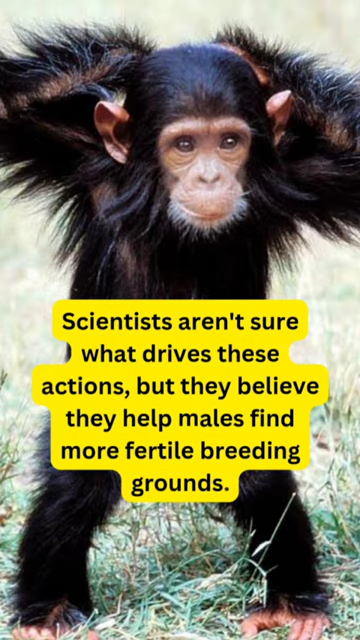 Scientists aren't sure
what drives these
actions, but they believe
they help males find
more fertile breeding
grounds.